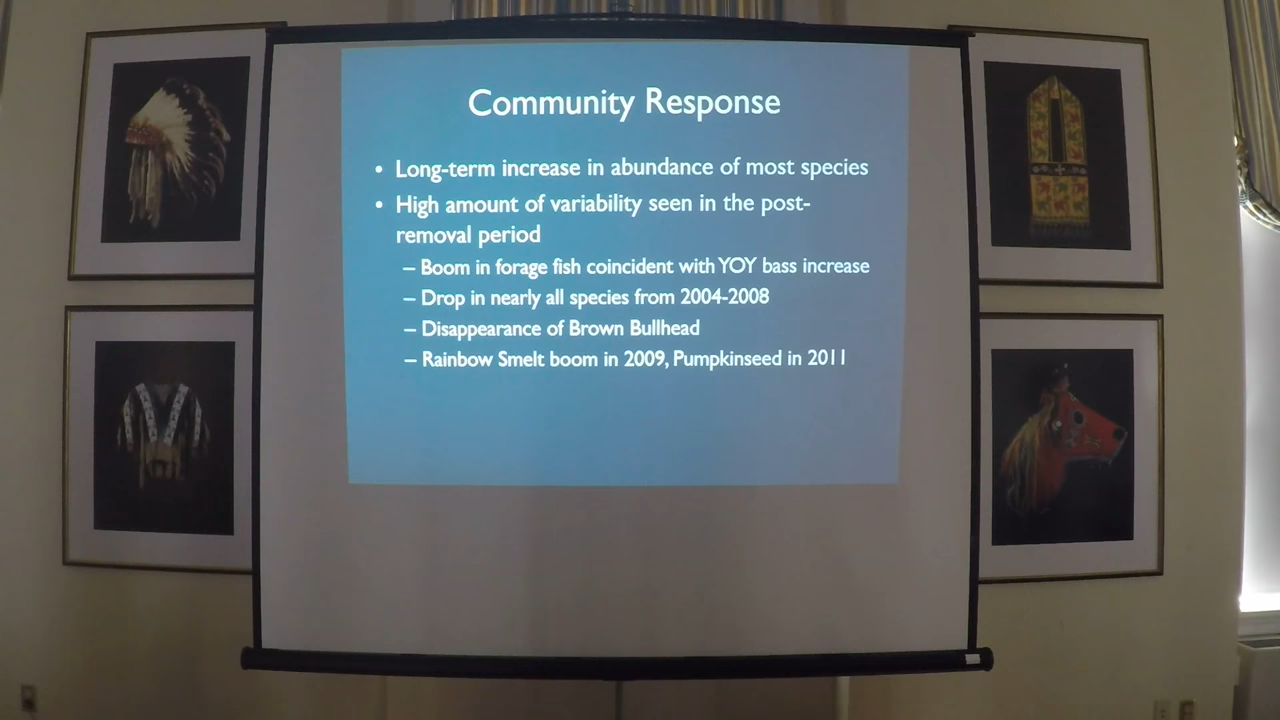 Community Response
• Long-term increase in abundance of most species
• High amount of variability seen in the post-
removal period
– Boom in forage fish coincident with YOY bass increase
– Drop in nearly all species from 2004-2008
– Disappearance of Brown Bullhead
– Rainbow Smelt boom in 2009, Pumpkinseed in 2011